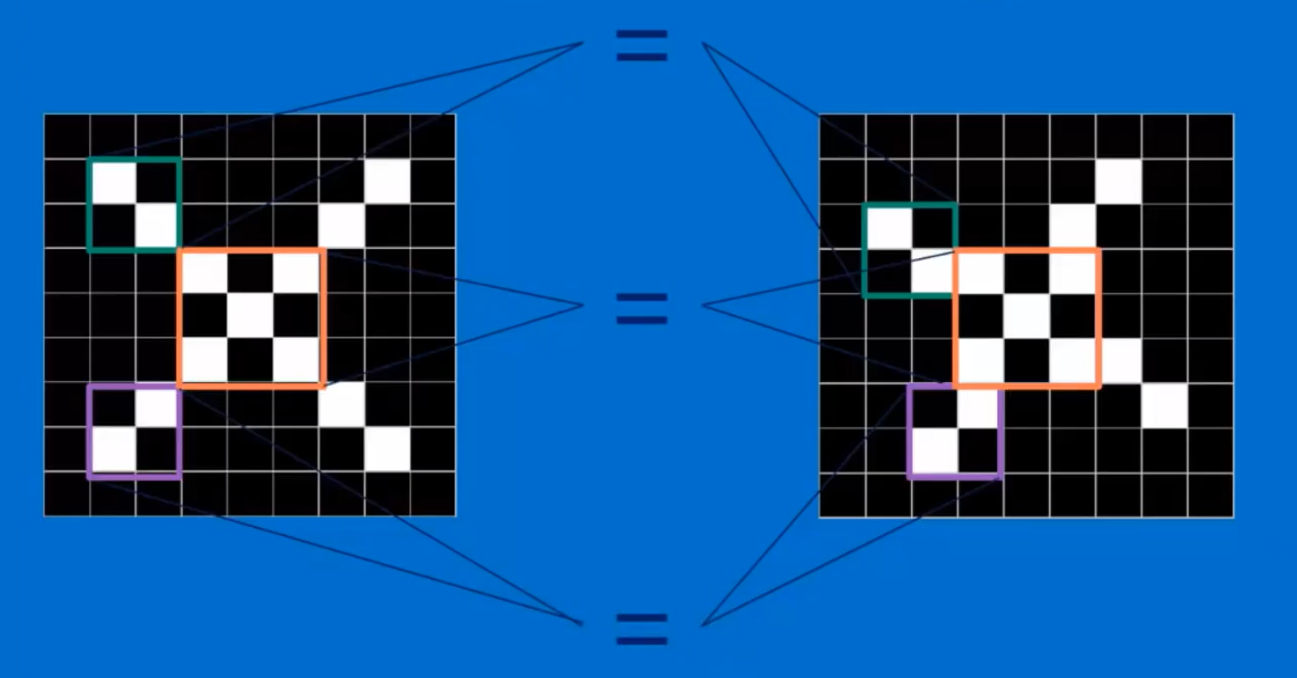 =
=
=